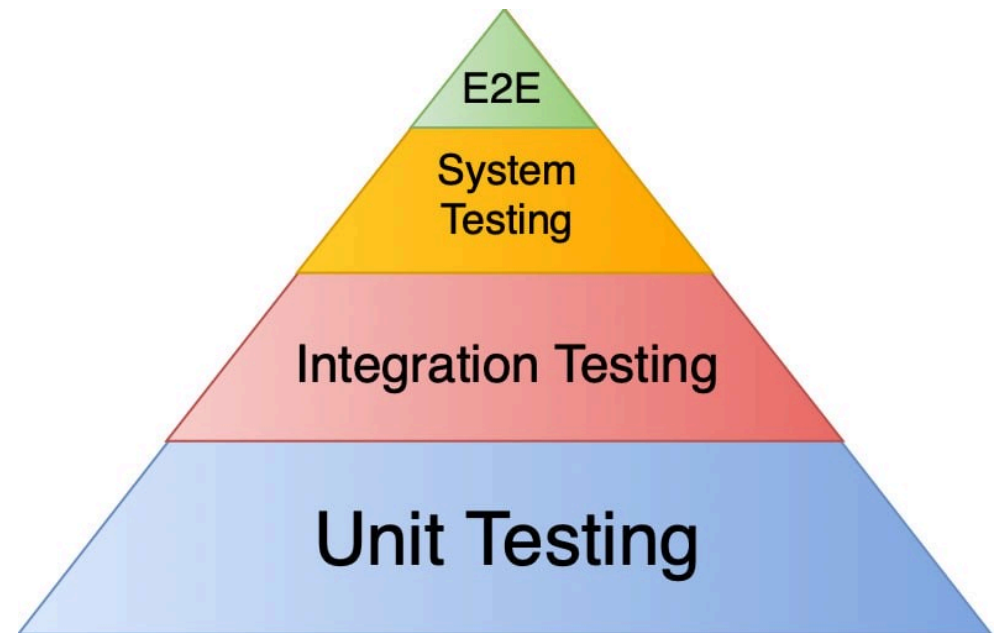 E2E
System
Testing
Integration Testing
Unit Testing